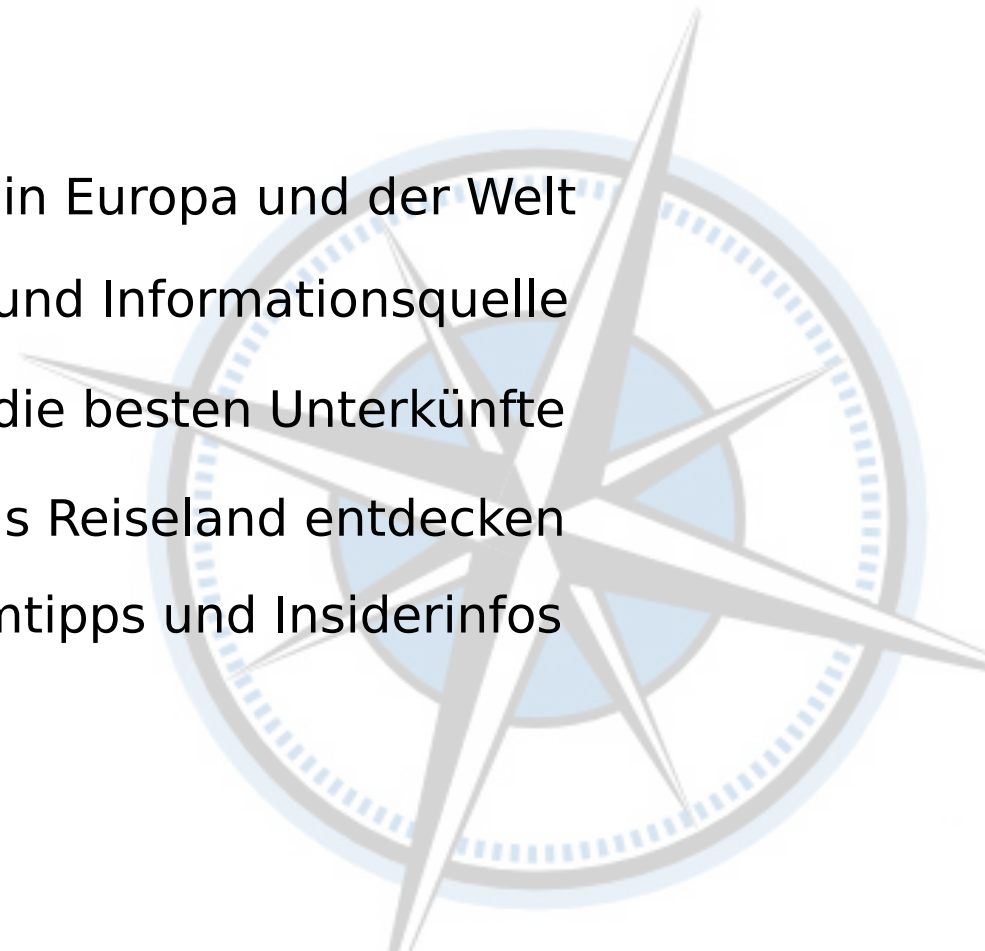 in Europa und der Welt
und Informationsquelle
die besten Unterkünfte
s Reiseland entdecken
ntipps und Insiderinfos